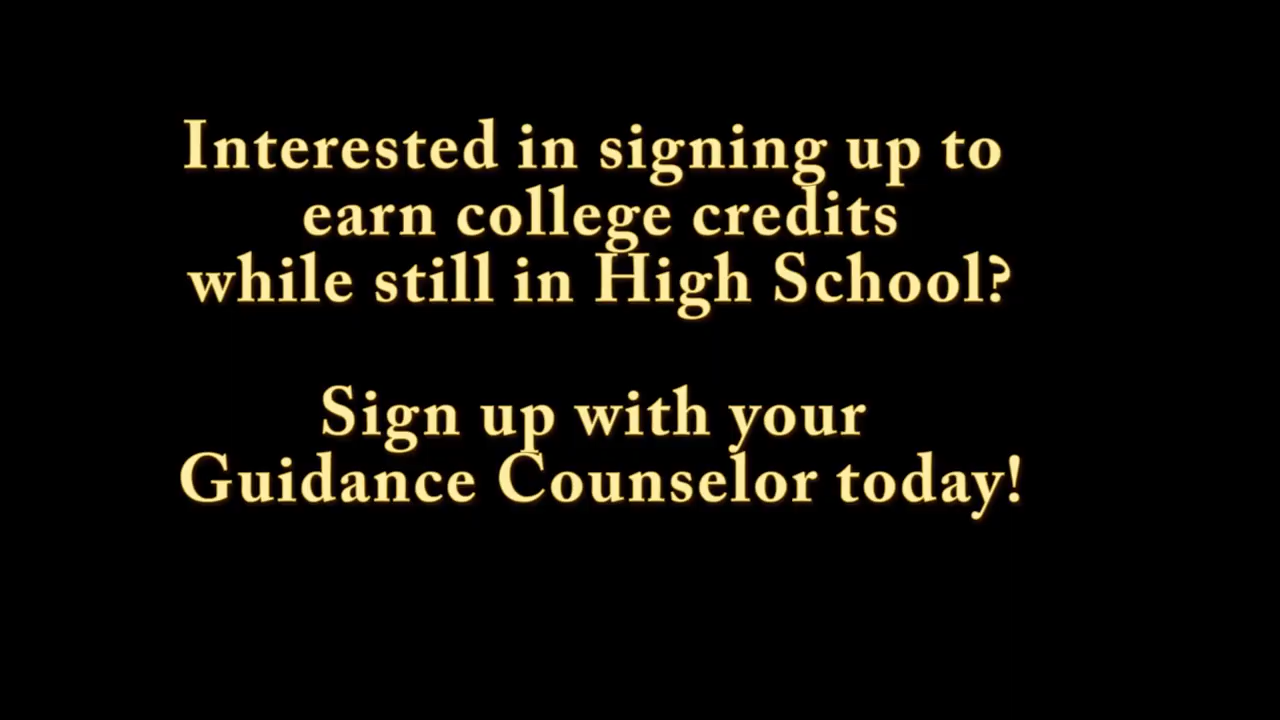 Interested in signing up to
earn college credits
while still in High School?
Sign up with your
Guidance Counselor today!